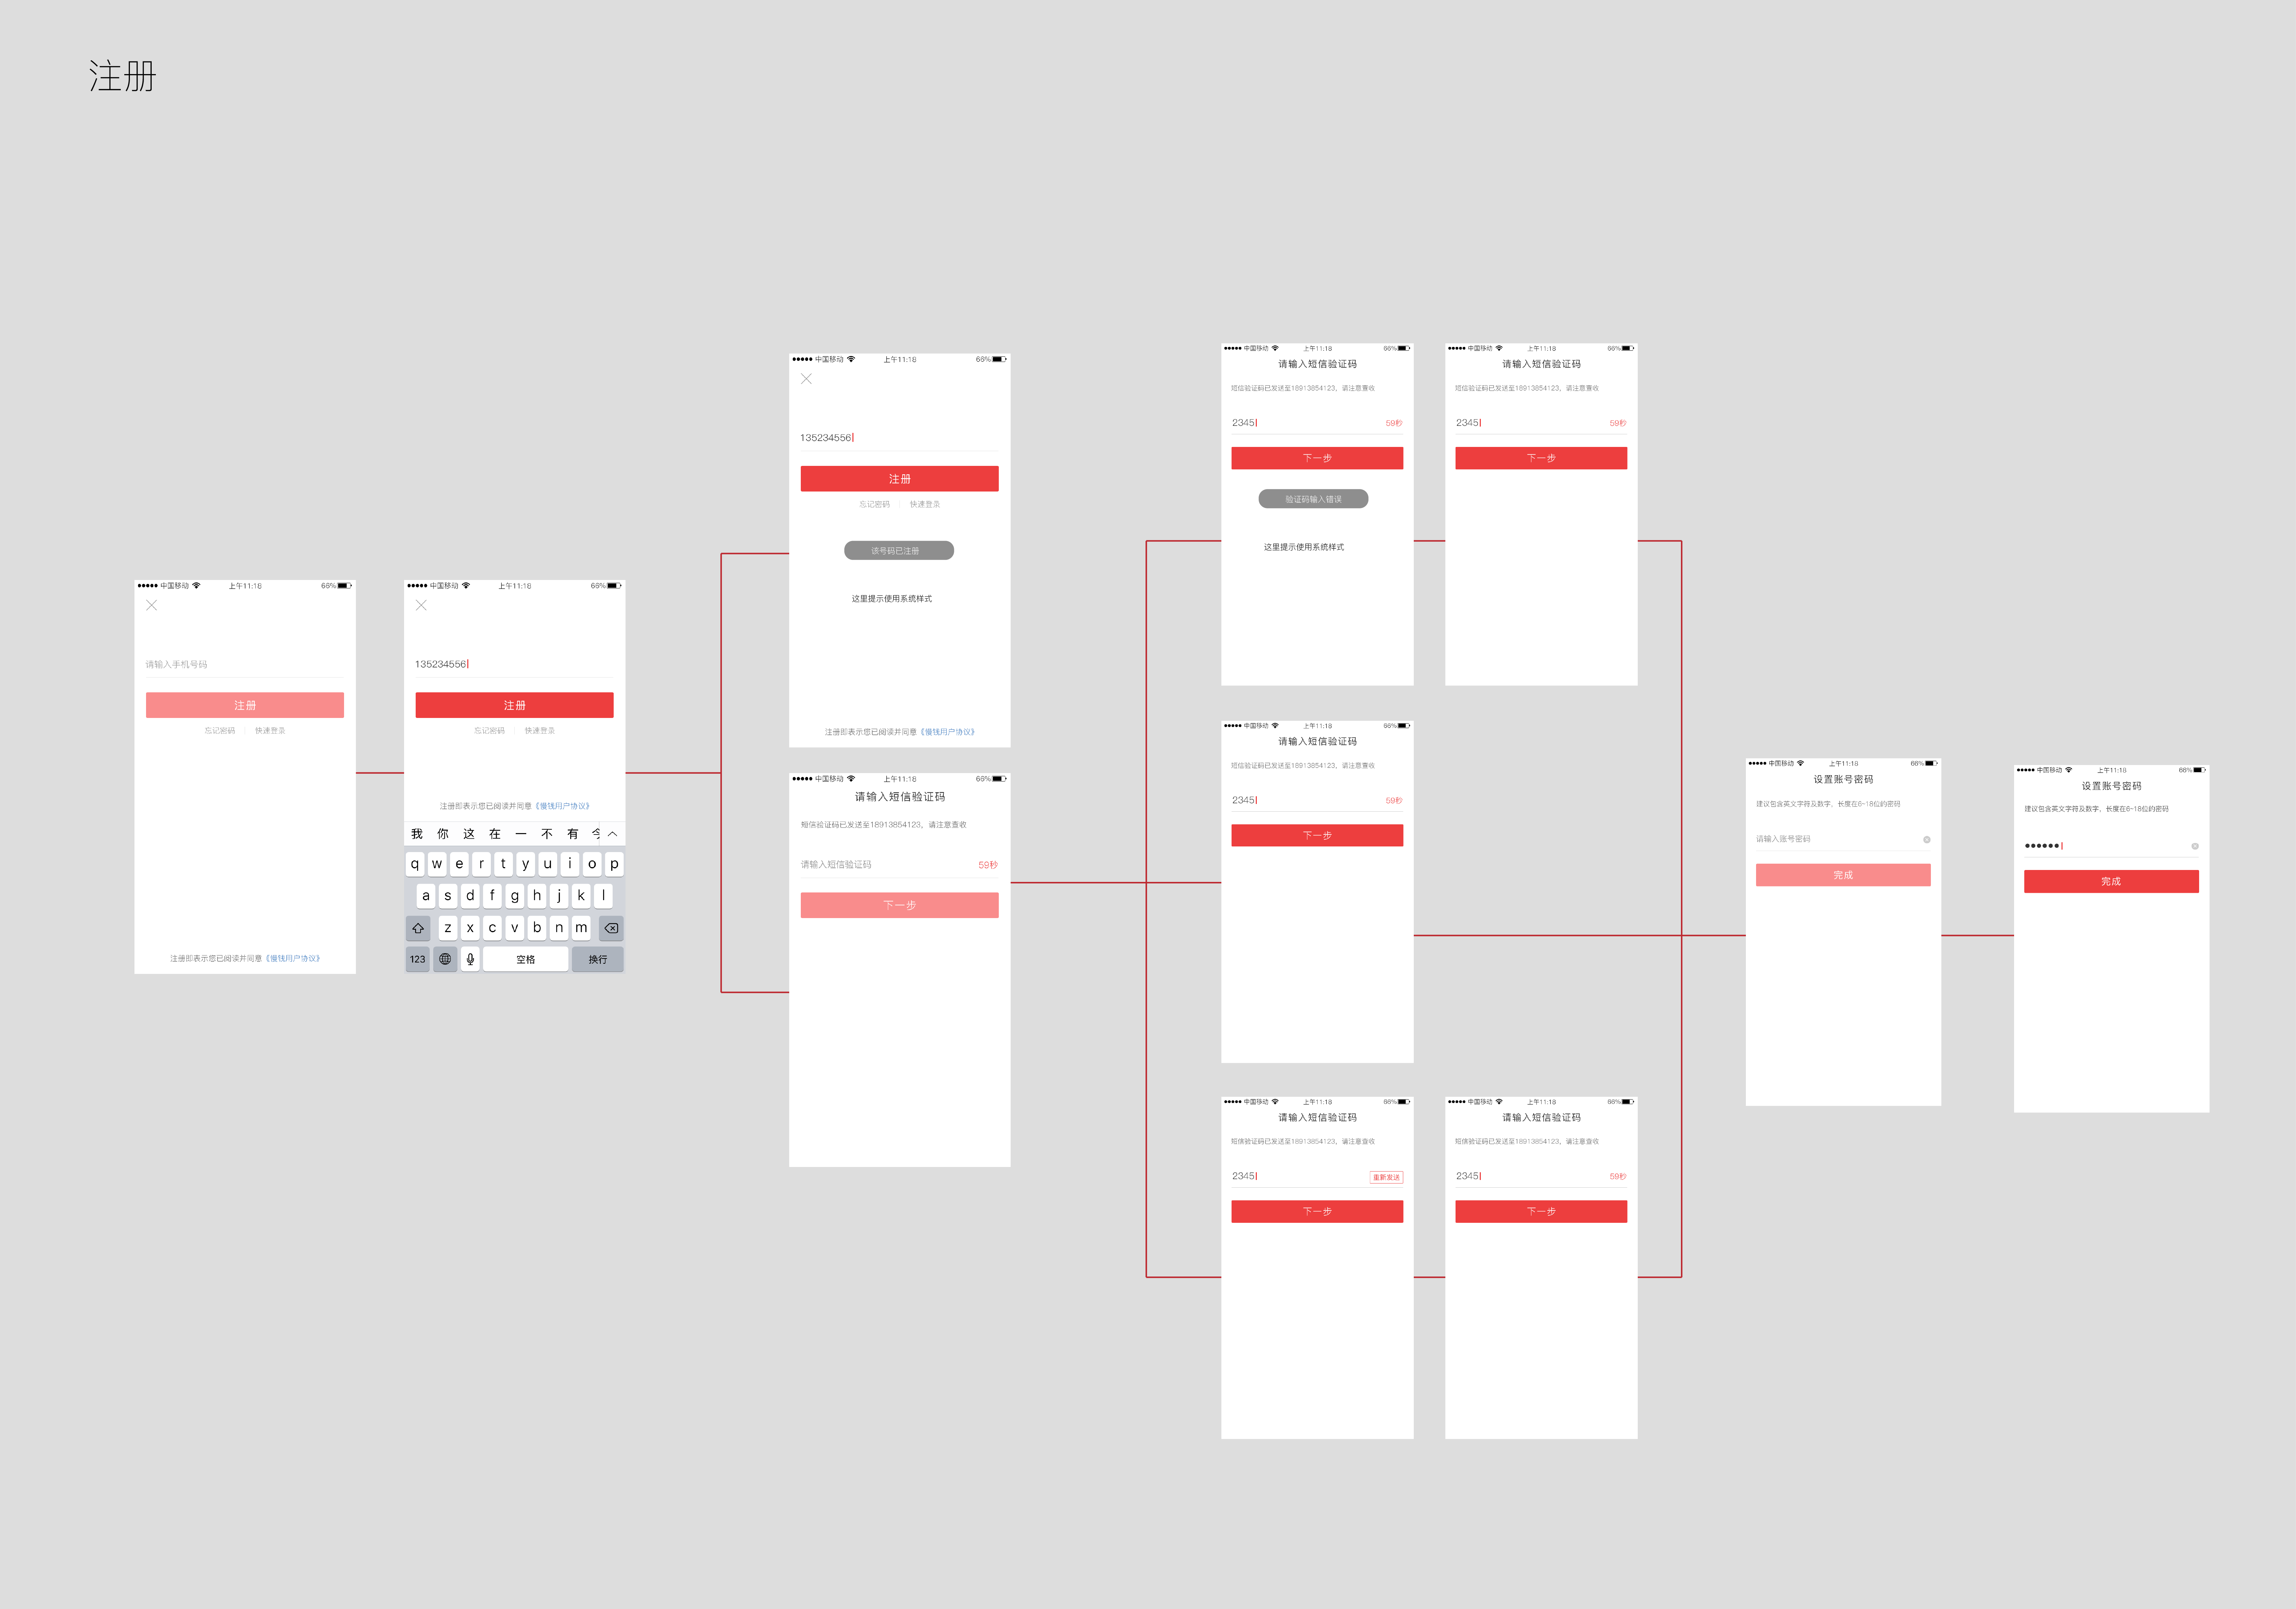 注册
中国移动 上午11:18 66%
请输入手机号码
注册
忘记密码 快速登录
注册即表示您已阅读并同意《慢钱用户协议》
中国移动 上午11:18 66%
135234556
注册
忘记密码 快速登录
注册即表示您已阅读并同意《慢钱用户协议》
我 你 这 在 一 不 有 今
q w e r t y u i o p
a s d f g h j k l
z x c v b n m
123 空格 换行
中国移动 上午11:18 66%
135234556
注册
忘记密码 快速登录
该号码已注册
这里提示使用系统样式
注册即表示您已阅读并同意《慢钱用户协议》
中国移动 上午11:18 66%
请输入短信验证码
短信验证码已发送至18913854123，请注意查收
请输入短信验证码 59秒
下一步
中国移动 上午11:18 66%
请输入短信验证码
短信验证码已发送至18913854123，请注意查收
2345 59秒
下一步
验证码输入错误
这里提示使用系统样式
中国移动 上午11:18 66%
请输入短信验证码
短信验证码已发送至18913854123，请注意查收
2345 59秒
下一步
中国移动 上午11:18 66%
请输入短信验证码
短信验证码已发送至18913854123，请注意查收
2345 59秒
下一步
中国移动 上午11:18 66%
请输入短信验证码
短信验证码已发送至18913854123，请注意查收
2345 重新发送
下一步
中国移动 上午11:18 66%
请输入短信验证码
短信验证码已发送至18913854123，请注意查收
2345 59秒
下一步
中国移动 上午11:18 66%
设置账号密码
建议包含英文字符及数字，长度在6-18位的密码
请输入账号密码
完成
中国移动 上午11:18 66%
设置账号密码
建议包含英文字符及数字，长度在6-18位的密码
完成